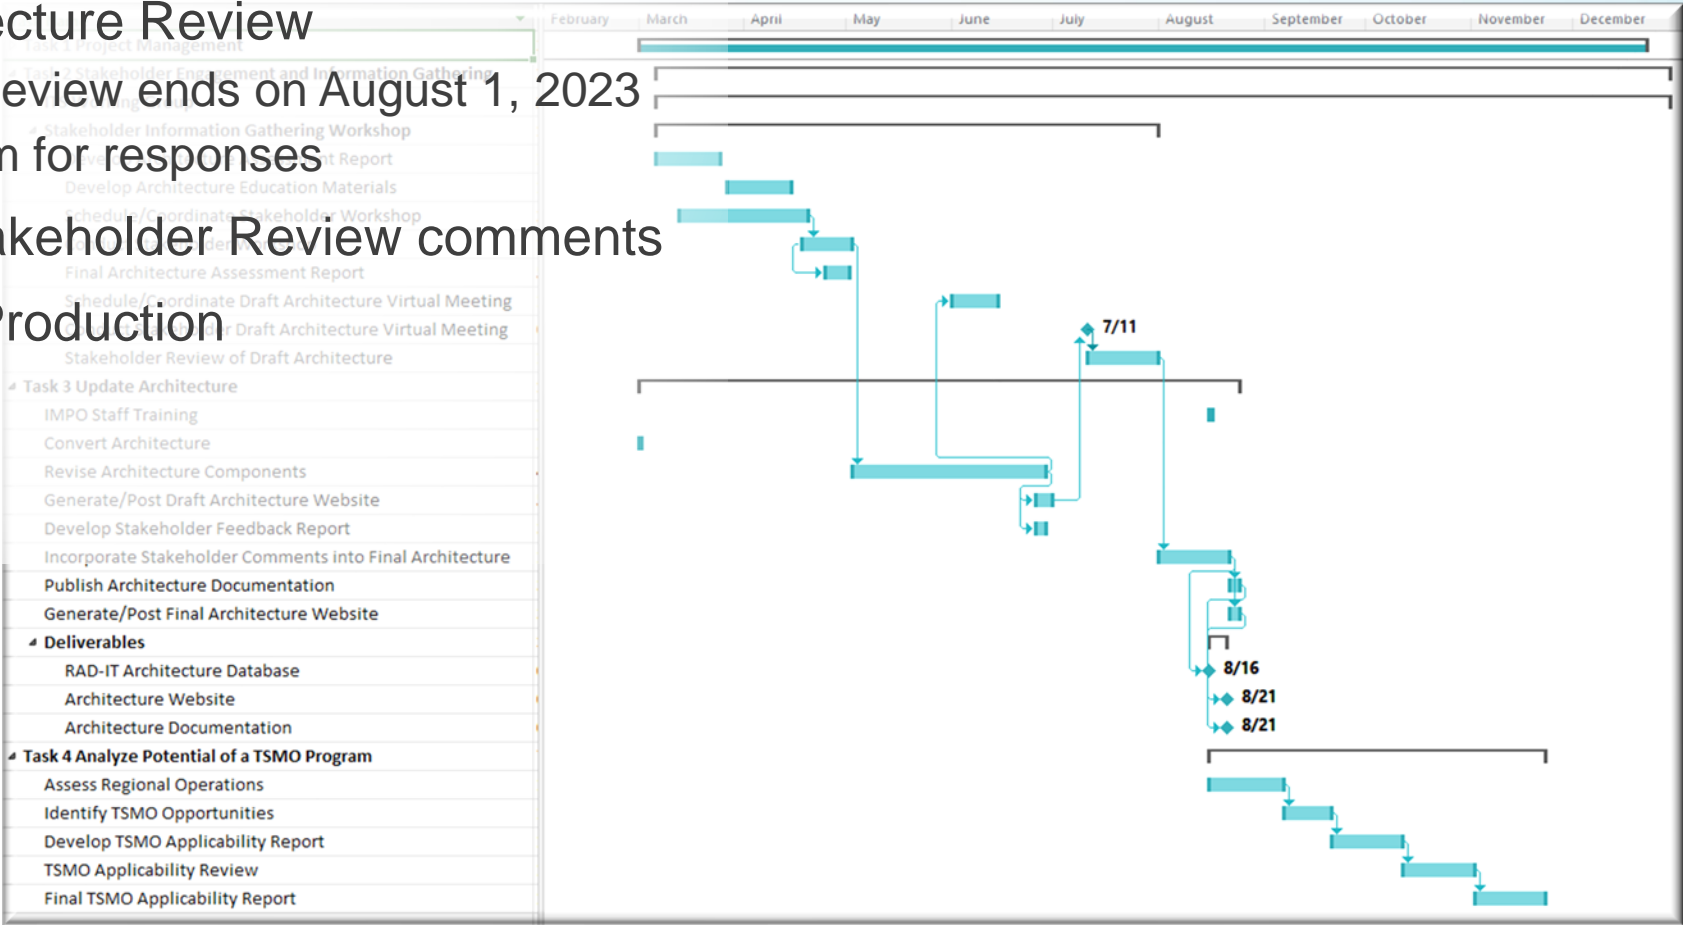 ecture Review
eview ends on August 1, 2023
m for responses
akeholder Review comments
Production
February March April May June July August September October November December
Task 1 Project Management
Task 2 Stakeholder Engagement and Information Gathering
Stakeholder Information Gathering Workshop
Report
Develop Architecture Education Materials
Schedule/Coordinate Stakeholder Workshop
Final Architecture Assessment Report
Schedule/Coordinate Draft Architecture Virtual Meeting
Conduct Stakeholder Draft Architecture Virtual Meeting
7/11
Stakeholder Review of Draft Architecture
Task 3 Update Architecture
IMPO Staff Training
Convert Architecture
Revise Architecture Components
Generate/Post Draft Architecture Website
Develop Stakeholder Feedback Report
Incorporate Stakeholder Comments into Final Architecture
Publish Architecture Documentation
Generate/Post Final Architecture Website
Deliverables
RAD-IT Architecture Database 8/16
Architecture Website 8/21
Architecture Documentation 8/21
Task 4 Analyze Potential of a TSMO Program
Assess Regional Operations
Identify TSMO Opportunities
Develop TSMO Applicability Report
TSMO Applicability Review
Final TSMO Applicability Report